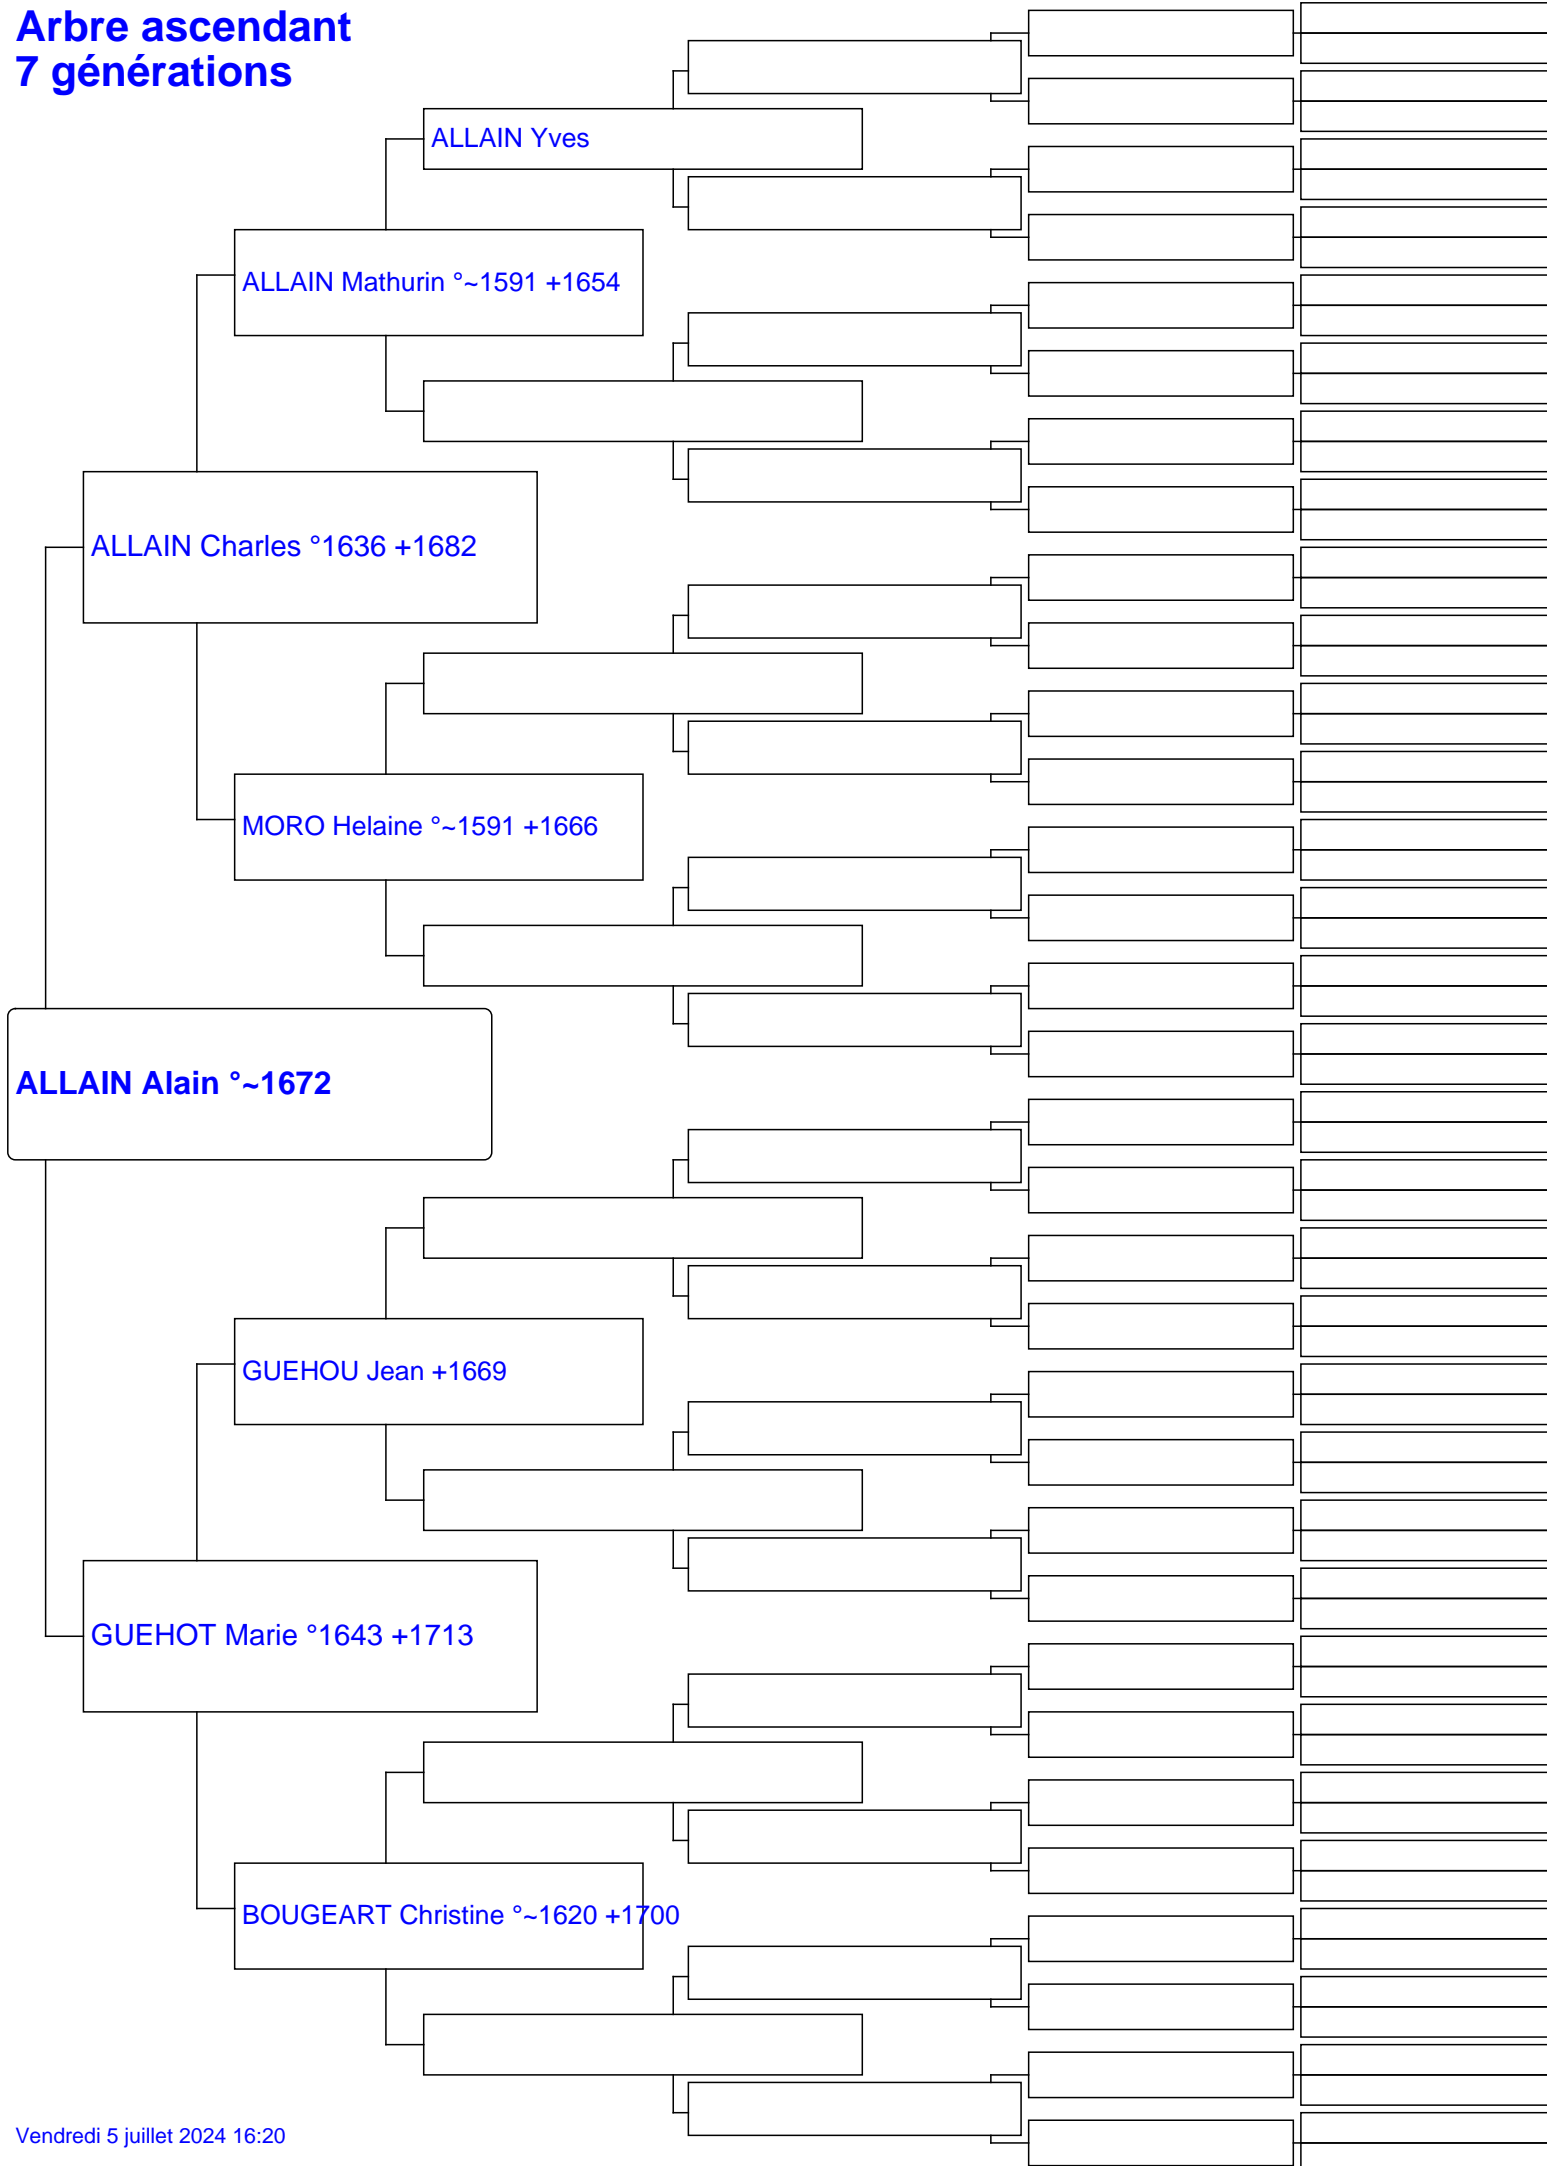 Arbre ascendant
7 générations
ALLAIN Yves
ALLAIN Mathurin °~1591 +1654
ALLAIN Charles °1636 +1682
MORO Helaine °~1591 +1666
ALLAIN Alain °~1672
GUEHOU Jean +1669
GUEHOT Marie °1643 +1713
BOUGEART Christine °~1620 +1700
Vendredi 5 juillet 2024 16:20